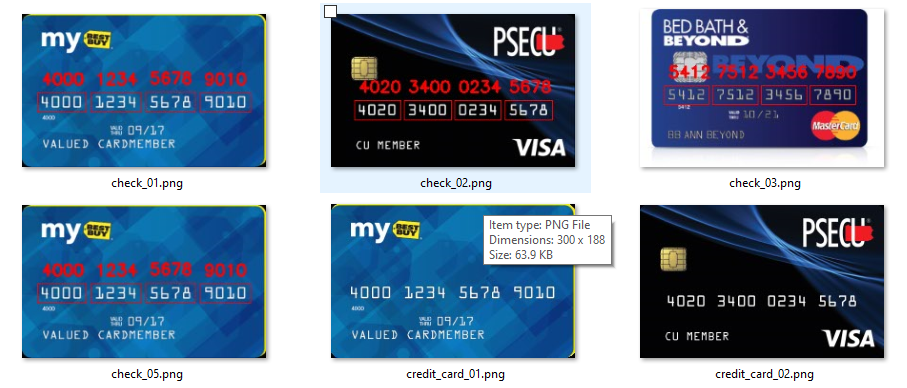 my BEST BUY
4000 1234 5678 9010
4000 1234 5678 9010
4000
VALID THRU 09/17
VALUED CARDMEMBER
check_01.png
PSECU
4020 3400 0234 5678
4020 3400 0234 5678
CU MEMBER
VISA
check_02.png
BED BATH &
BEYOND
BEYOND
5412 7512 3456 7890
5412 7512 3456 7890
5412
VALID THRU 10/21
BB ANN BEYOND
MasterCard
check_03.png
my BEST BUY
4000 1234 5678 9010
4000 1234 5678 9010
4000
VALID THRU 09/17
VALUED CARDMEMBER
check_05.png
my BEST BUY
Item type: PNG File
Dimensions: 300 x 188
Size: 63.9 KB
4000 1234 5678 9010
4000
VALID THRU 09/17
VALUED CARDMEMBER
credit_card_01.png
PSECU
4020 3400 0234 5678
CU MEMBER
VISA
credit_card_02.png